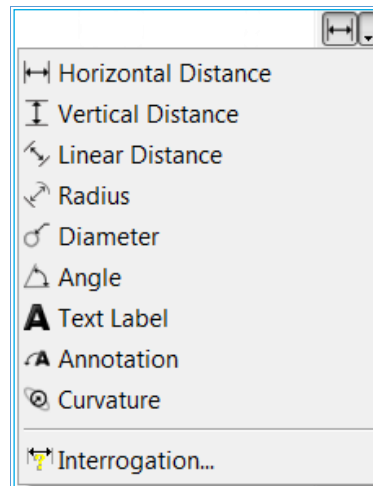 Horizontal Distance
Vertical Distance
Linear Distance
Radius
Diameter
Angle
A Text Label
A Annotation
Curvature
? Interrogation...